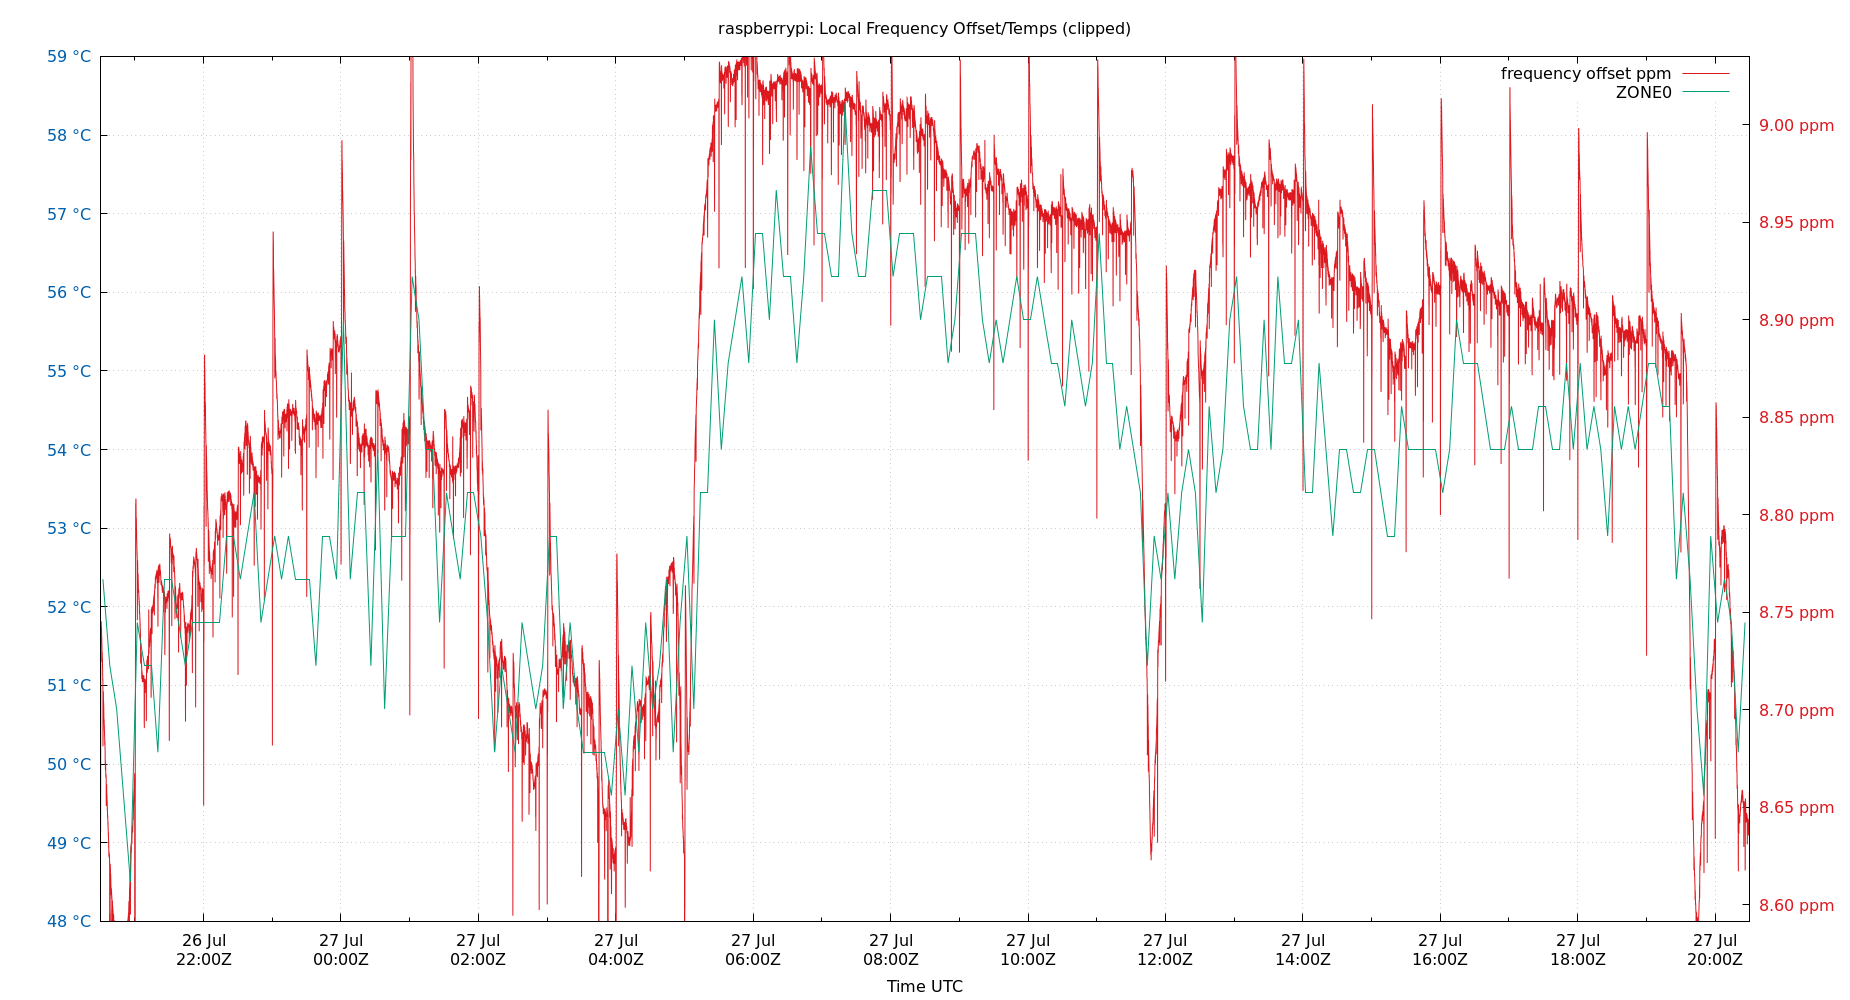 raspberrypi: Local Frequency Offset/Temps (clipped)
frequency offset ppm
ZONE0
59 °C
58 °C
57 °C
56 °C
55 °C
54 °C
53 °C
52 °C
51 °C
50 °C
49 °C
48 °C
9.00 ppm
8.95 ppm
8.90 ppm
8.85 ppm
8.80 ppm
8.75 ppm
8.70 ppm
8.65 ppm
8.60 ppm
26 Jul 27 Jul 27 Jul 27 Jul 27 Jul 27 Jul 27 Jul 27 Jul 27 Jul 27 Jul 27 Jul 27 Jul
22:00Z 00:00Z 02:00Z 04:00Z 06:00Z 08:00Z 10:00Z 12:00Z 14:00Z 16:00Z 18:00Z 20:00Z
Time UTC